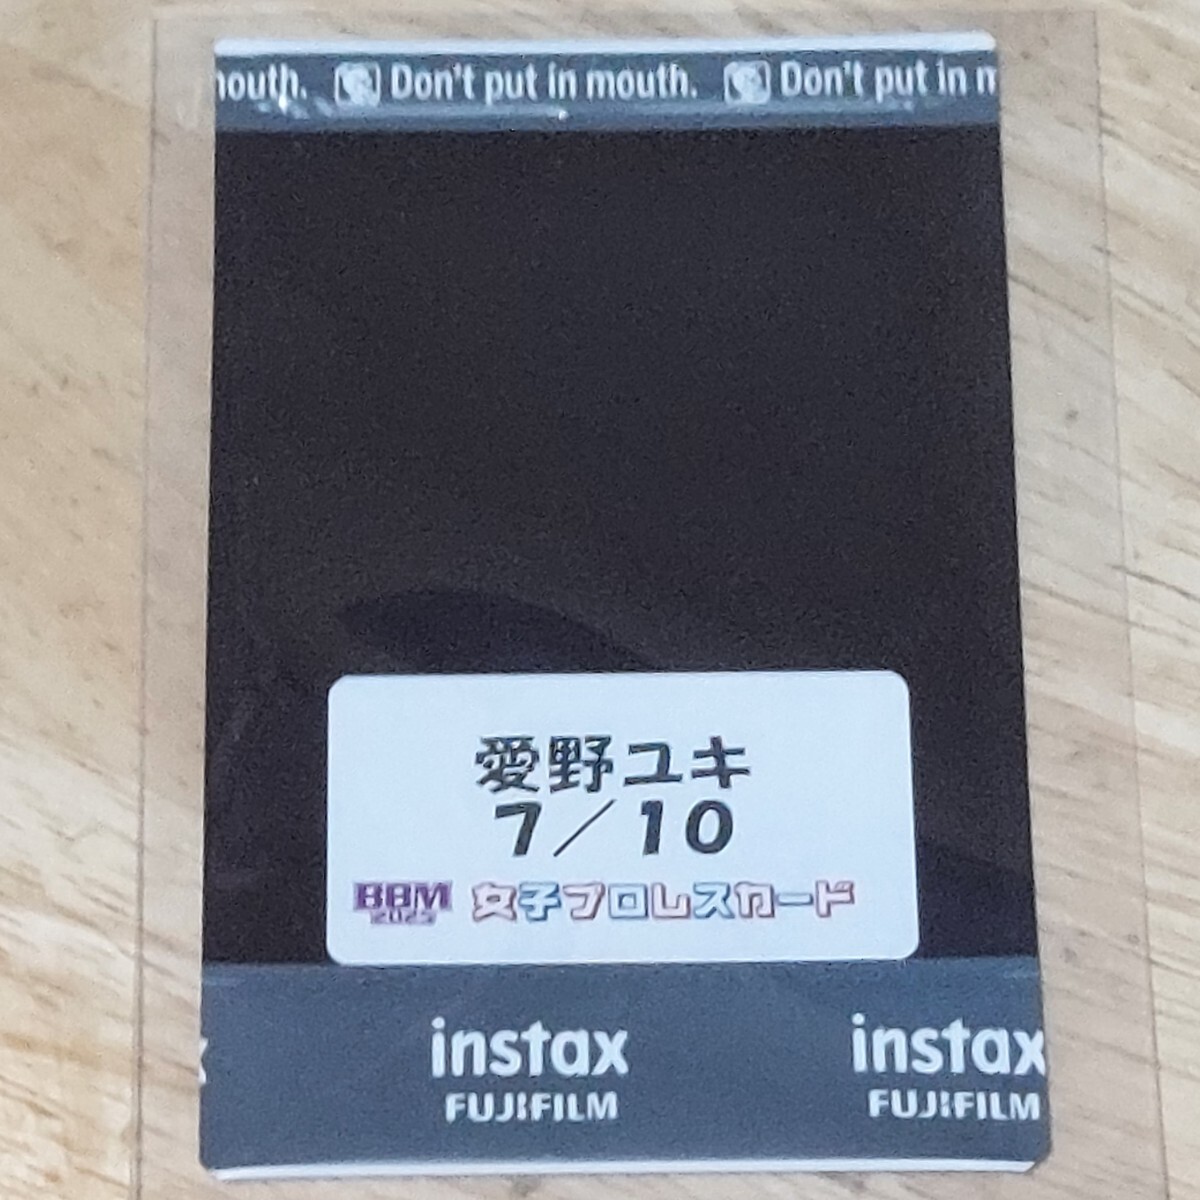 outh. Don't put in mouth. Don't put in m
愛野ユキ
7/10
BBM 女子プロレスカード
2025
instax instax
FUJIFILM FUJIFILM